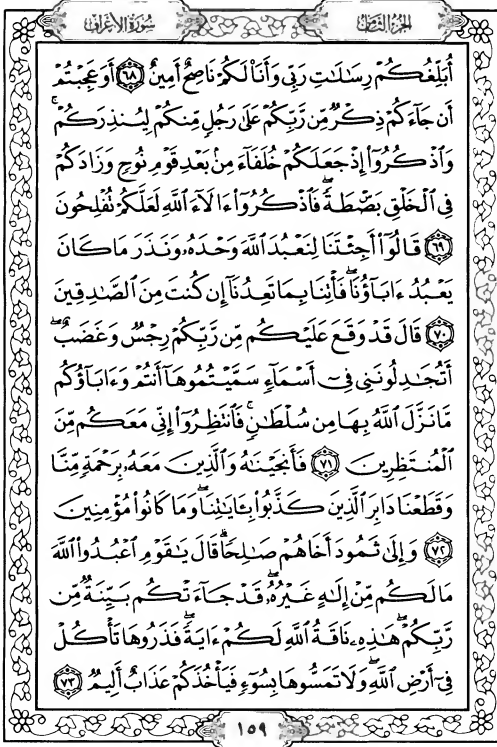 سُورَةُ الأَعْرَافِ
الجزء الثامن
أُبَلِّغُكُمْ رِسَٰلَٰتِ رَبِّى وَأَنَا۠ لَكُمْ نَاصِحٌ أَمِينٌ ٦٨ أَوَعَجِبْتُمْ
أَن جَآءَكُمْ ذِكْرٌ مِّن رَّبِّكُمْ عَلَىٰ رَجُلٍ مِّنكُمْ لِيُنذِرَكُمْ ۚ
وَٱذْكُرُوٓا۟ إِذْ جَعَلَكُمْ خُلَفَآءَ مِنۢ بَعْدِ قَوْمِ نُوحٍ وَزَادَكُمْ
فِى ٱلْخَلْقِ بَصْۜطَةً ۖ فَٱذْكُرُوٓا۟ ءَالَآءَ ٱللَّهِ لَعَلَّكُمْ تُفْلِحُونَ
٦٩ قَالُوٓا۟ أَجِئْتَنَا لِنَعْبُدَ ٱللَّهَ وَحْدَهُۥ وَنَذَرَ مَا كَانَ
يَعْبُدُ ءَابَآؤُنَا ۖ فَأْتِنَا بِمَا تَعِدُنَآ إِن كُنتَ مِنَ ٱلصَّٰدِقِينَ
٧٠ قَالَ قَدْ وَقَعَ عَلَيْكُم مِّن رَّبِّكُمْ رِجْسٌ وَغَضَبٌ ۖ
أَتُجَٰدِلُونَنِى فِىٓ أَسْمَآءٍ سَمَّيْتُمُوهَآ أَنتُمْ وَءَابَآؤُكُم
مَّا نَزَّلَ ٱللَّهُ بِهَا مِن سُلْطَٰنٍ ۚ فَٱنتَظِرُوٓا۟ إِنِّى مَعَكُم مِّنَ
ٱلْمُنتَظِرِينَ ٧١ فَأَنجَيْنَٰهُ وَٱلَّذِينَ مَعَهُۥ بِرَحْمَةٍ مِّنَّا
وَقَطَعْنَا دَابِرَ ٱلَّذِينَ كَذَّبُوا۟ بِـَٔايَٰتِنَا ۖ وَمَا كَانُوا۟ مُؤْمِنِينَ
٧٢ وَإِلَىٰ ثَمُودَ أَخَاهُمْ صَٰلِحًا ۗ قَالَ يَٰقَوْمِ ٱعْبُدُوا۟ ٱللَّهَ
مَا لَكُم مِّنْ إِلَٰهٍ غَيْرُهُۥ ۖ قَدْ جَآءَتْكُم بَيِّنَةٌ مِّن
رَّبِّكُمْ ۖ هَٰذِهِۦ نَاقَةُ ٱللَّهِ لَكُمْ ءَايَةً ۖ فَذَرُوهَا تَأْكُلْ
فِىٓ أَرْضِ ٱللَّهِ ۖ وَلَا تَمَسُّوهَا بِسُوٓءٍ فَيَأْخُذَكُمْ عَذَابٌ أَلِيمٌ ٧٣
١٥٩